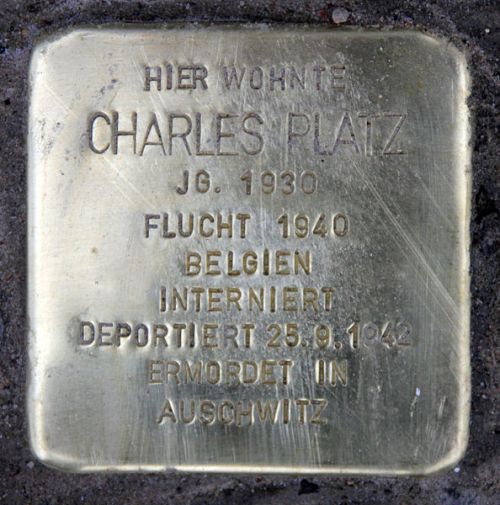 HIER WOHNTE
CHARLES PLATZ
JG. 1930
FLUCHT 1940
BELGIEN
INTERNIERT
DEPORTIERT 25.9.1942
ERMORDET IN
AUSCHWITZ